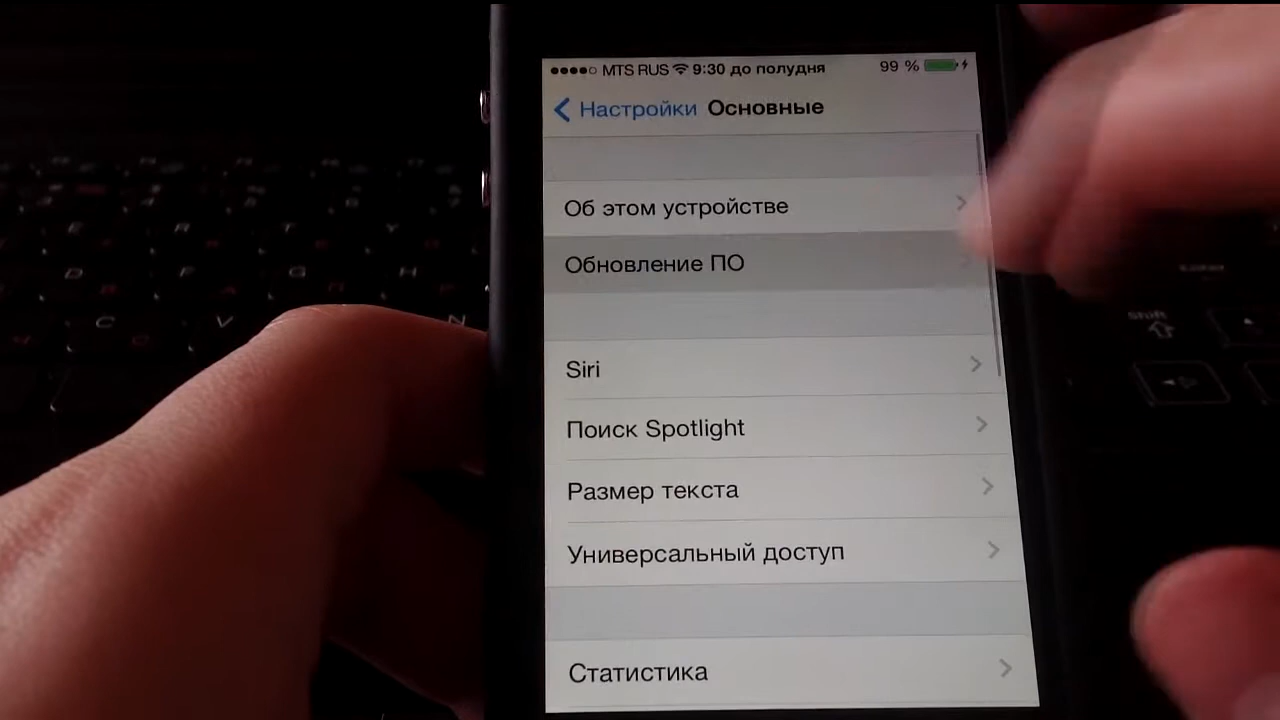 MTS RUS 9:30 до полудня 99 %
Настройки Основные
Об этом устройстве
Обновление ПО
Siri
Поиск Spotlight
Размер текста
Универсальный доступ
Статистика
E R T Y
D F G H
C V N
Shift